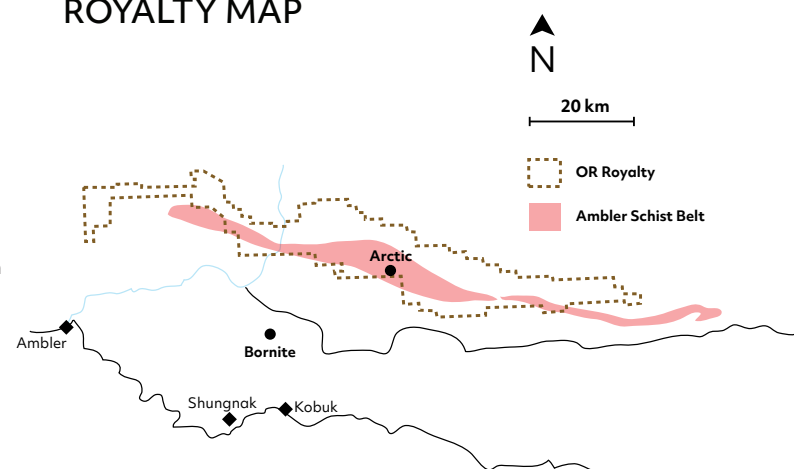 ROYALTY MAP
N
20 km
OR Royalty
Ambler Schist Belt
Arctic
Ambler
Bornite
Shungnak
Kobuk